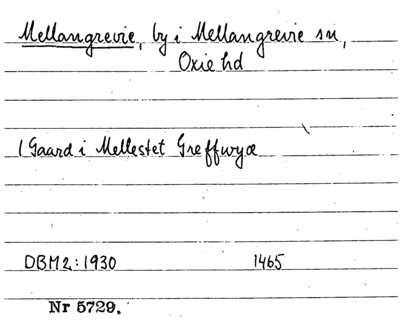 Mellangrevie, by i Mellangrevie sn,
Oxie hd
1 Gaard i Mellestet Greffwyæ
DBM2:1930 1465
Nr 5729.